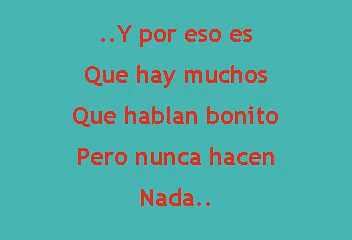 ..Y por eso es
Que hay muchos
Que hablan bonito
Pero nunca hacen
Nada..